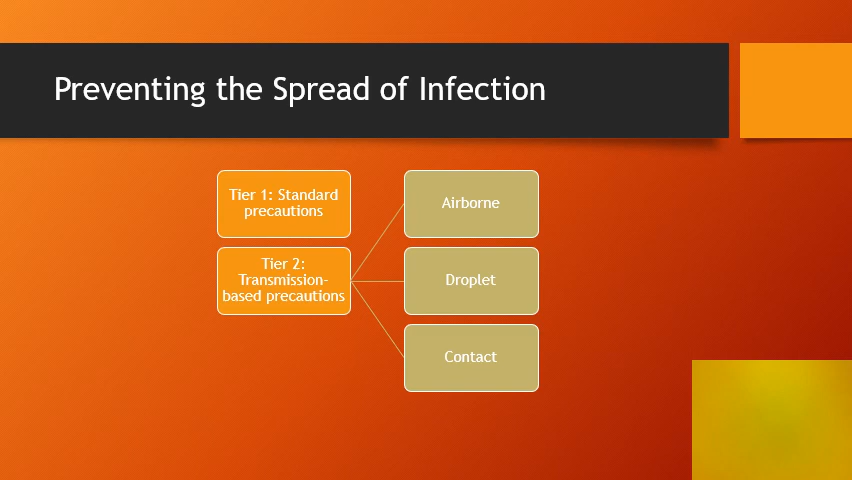 Preventing the Spread of Infection
Tier 1: Standard
precautions
Airborne
Tier 2:
Transmission-
based precautions
Droplet
Contact